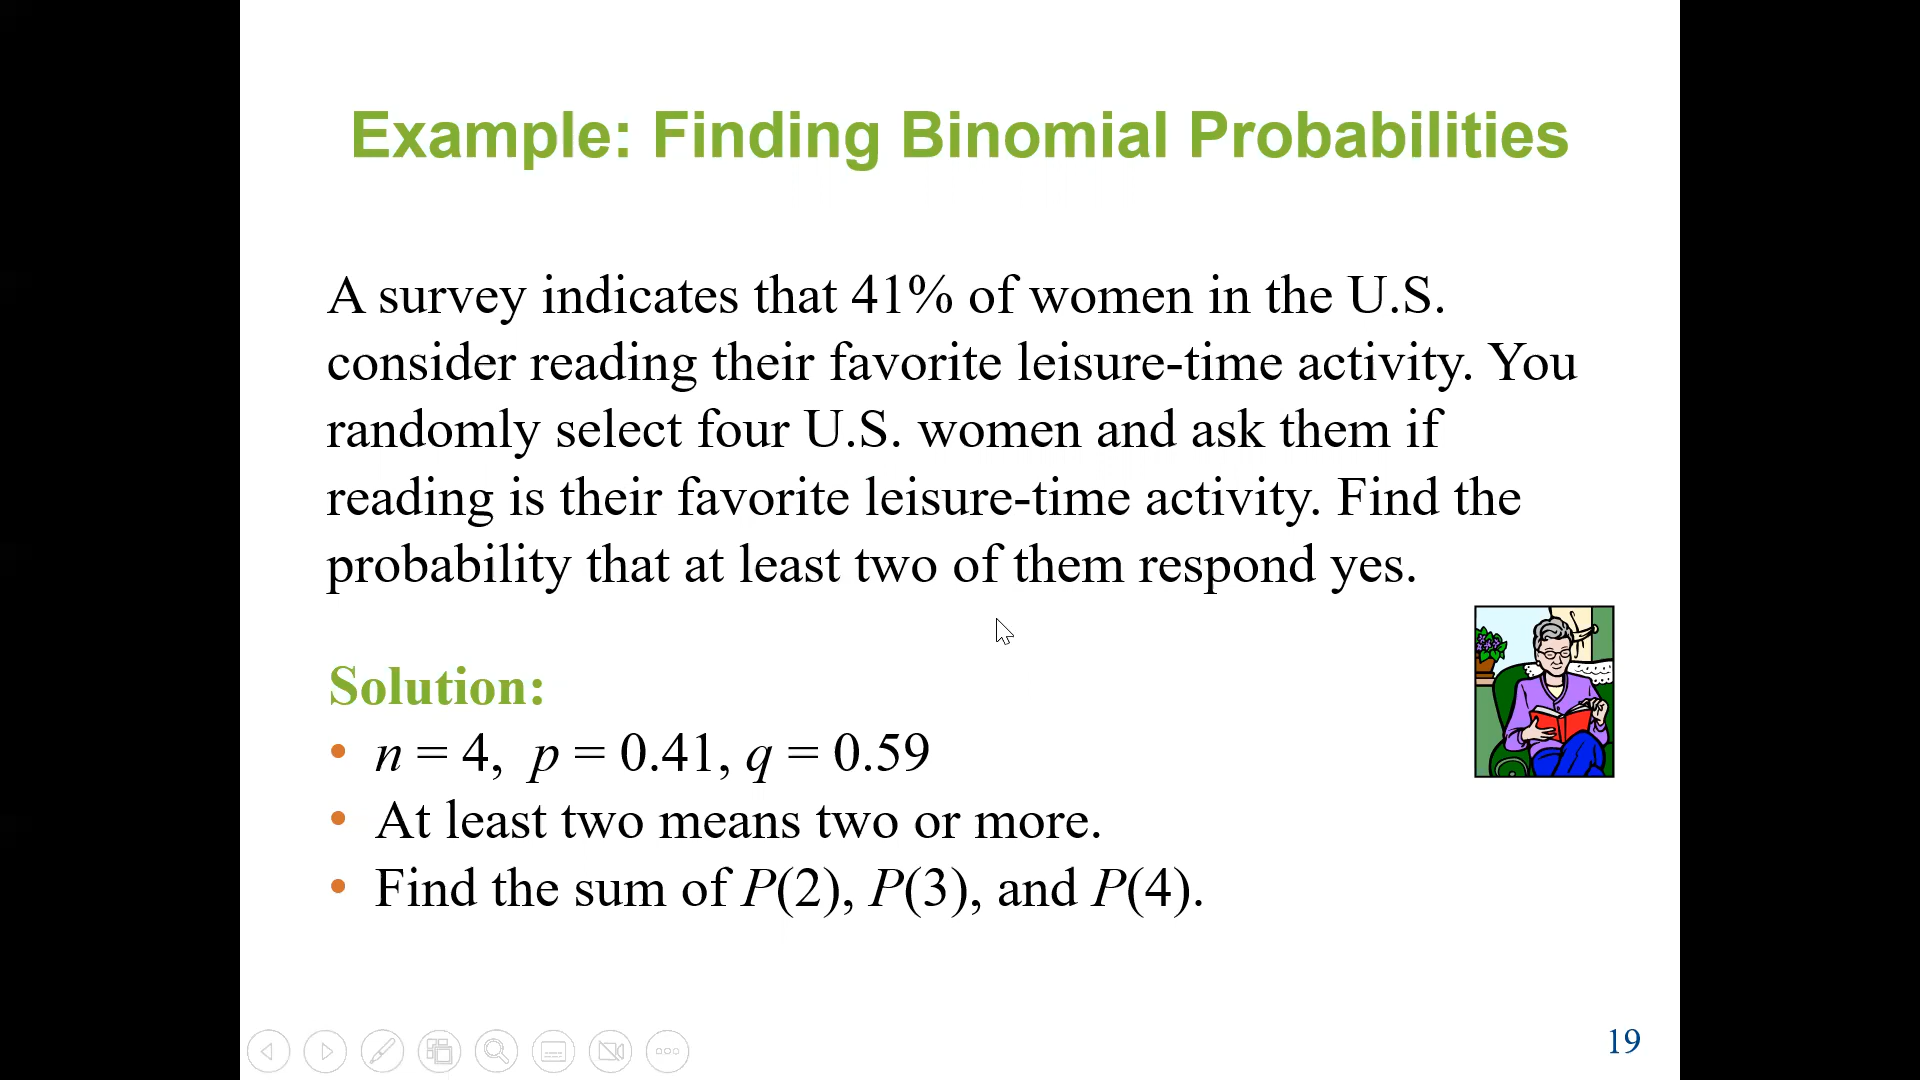 Example: Finding Binomial Probabilities
A survey indicates that 41% of women in the U.S.
consider reading their favorite leisure-time activity. You
randomly select four U.S. women and ask them if
reading is their favorite leisure-time activity. Find the
probability that at least two of them respond yes.
Solution:
• n = 4, p = 0.41, q = 0.59
• At least two means two or more.
• Find the sum of P(2), P(3), and P(4).
19